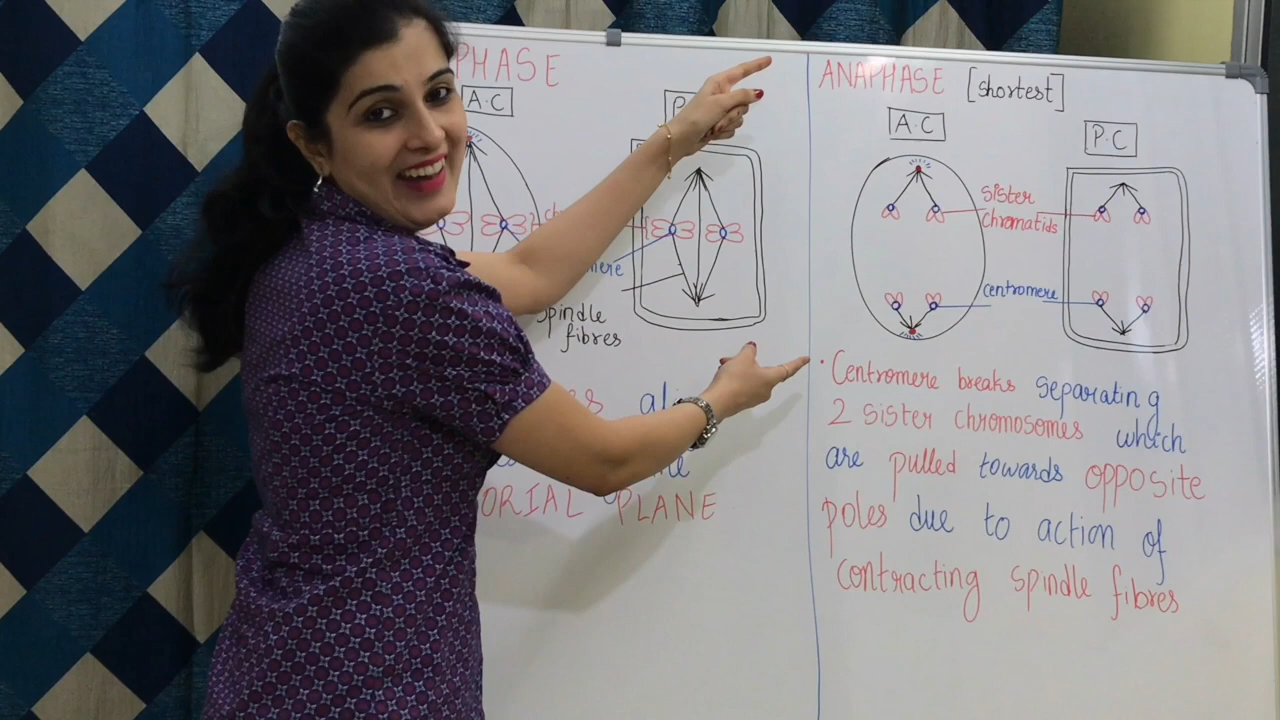 PHASE
A.C
P
spindle
fibres
ORIAL PLANE
ANAPHASE [shortest]
A.C
P.C
sister
chromatids
centromere
• Centromere breaks separating
2 sister chromosomes which
are pulled towards opposite
poles due to action of
contracting spindle fibres